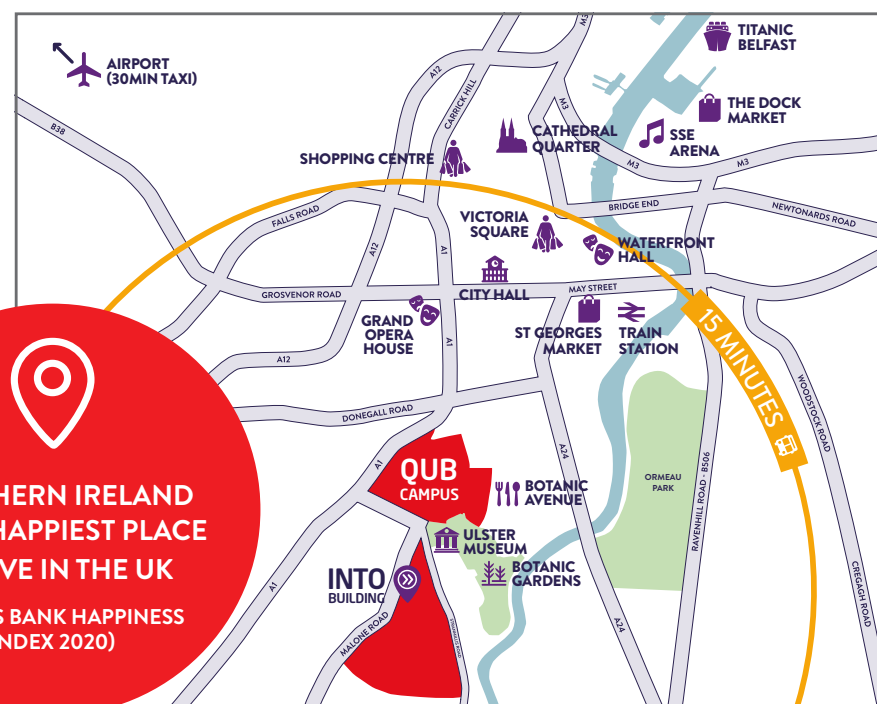 TITANIC
BELFAST
AIRPORT
(30MIN TAXI)
M3
A12
CARRICK HILL
M3
THE DOCK
MARKET
B38
CATHEDRAL
QUARTER
SSE
ARENA
SHOPPING CENTRE
M3
M3
BRIDGE END
NEWTONARDS ROAD
FALLS ROAD
VICTORIA
SQUARE
A12
A1
WATERFRONT
HALL
GROSVENOR ROAD
CITY HALL
MAY STREET
GRAND
OPERA
HOUSE
ST GEORGES
MARKET
TRAIN
STATION
15 MINUTES
A12
A1
WOODSTOCK ROAD
DONEGALL ROAD
A1
QUB
CAMPUS
A24
ORMEAU
PARK
RAVENHILL ROAD - B506
BOTANIC
AVENUE
HERN IRELAND
HAPPIEST PLACE
VE IN THE UK
S BANK HAPPINESS
NDEX 2020)
ULSTER
MUSEUM
BOTANIC
GARDENS
INTO
BUILDING
A1
MALONE ROAD
A24
CREGAGH ROAD